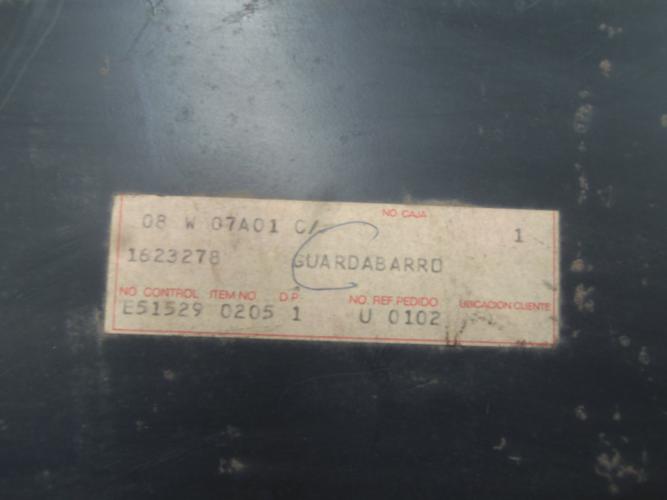 NO CAJA
08 W 07A01 C/ 1
1623278 GUARDABARRO
NO CONTROL ITEM NO D.P. NO. REF PEDIDO UBICACION CLIENTE
E51529 0205 1 U 0102